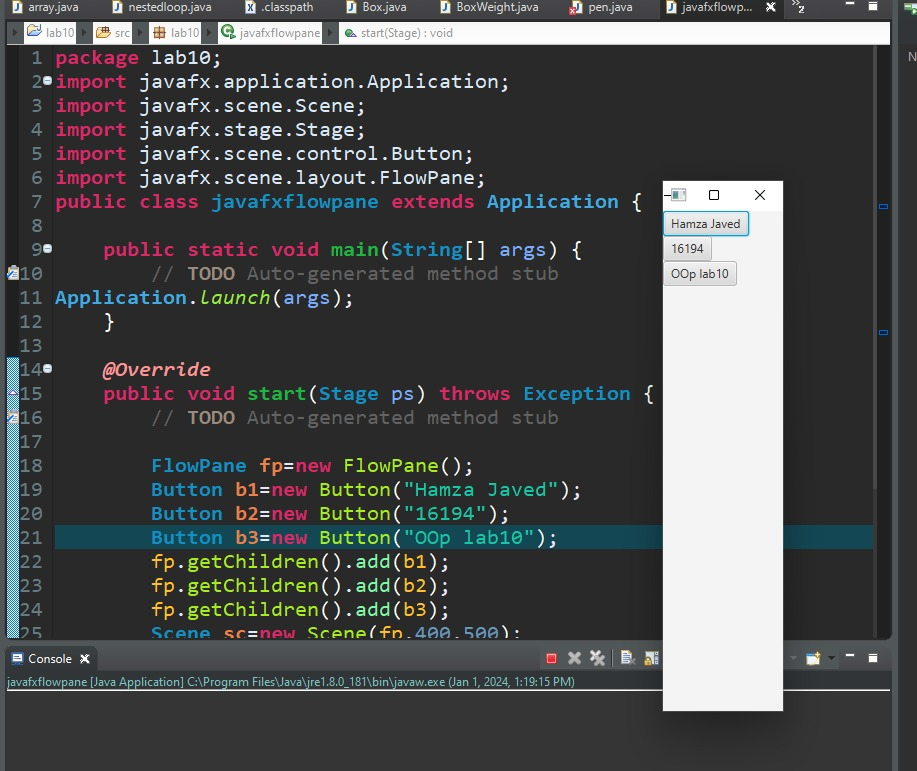 array.java nestedloop.java .classpath Box.java BoxWeight.java pen.java javafxflowp... 2
lab10 src lab10 javafxflowpane start(Stage) : void
1 package lab10;
2 import javafx.application.Application;
3 import javafx.scene.Scene;
4 import javafx.stage.Stage;
5 import javafx.scene.control.Button;
6 import javafx.scene.layout.FlowPane;
7 public class javafxflowpane extends Application {
8
9 public static void main(String[] args) {
10 // TODO Auto-generated method stub
11 Application.launch(args);
12 }
13
14 @Override
15 public void start(Stage ps) throws Exception {
16 // TODO Auto-generated method stub
17
18 FlowPane fp=new FlowPane();
19 Button b1=new Button("Hamza Javed");
20 Button b2=new Button("16194");
21 Button b3=new Button("OOp lab10");
22 fp.getChildren().add(b1);
23 fp.getChildren().add(b2);
24 fp.getChildren().add(b3);
25 Scene sc=new Scene(fp,400,500);
Hamza Javed
16194
OOp lab10
Console
javafxflowpane [Java Application] C:\Program Files\Java\jre1.8.0_181\bin\javaw.exe (Jan 1, 2024, 1:19:15 PM)